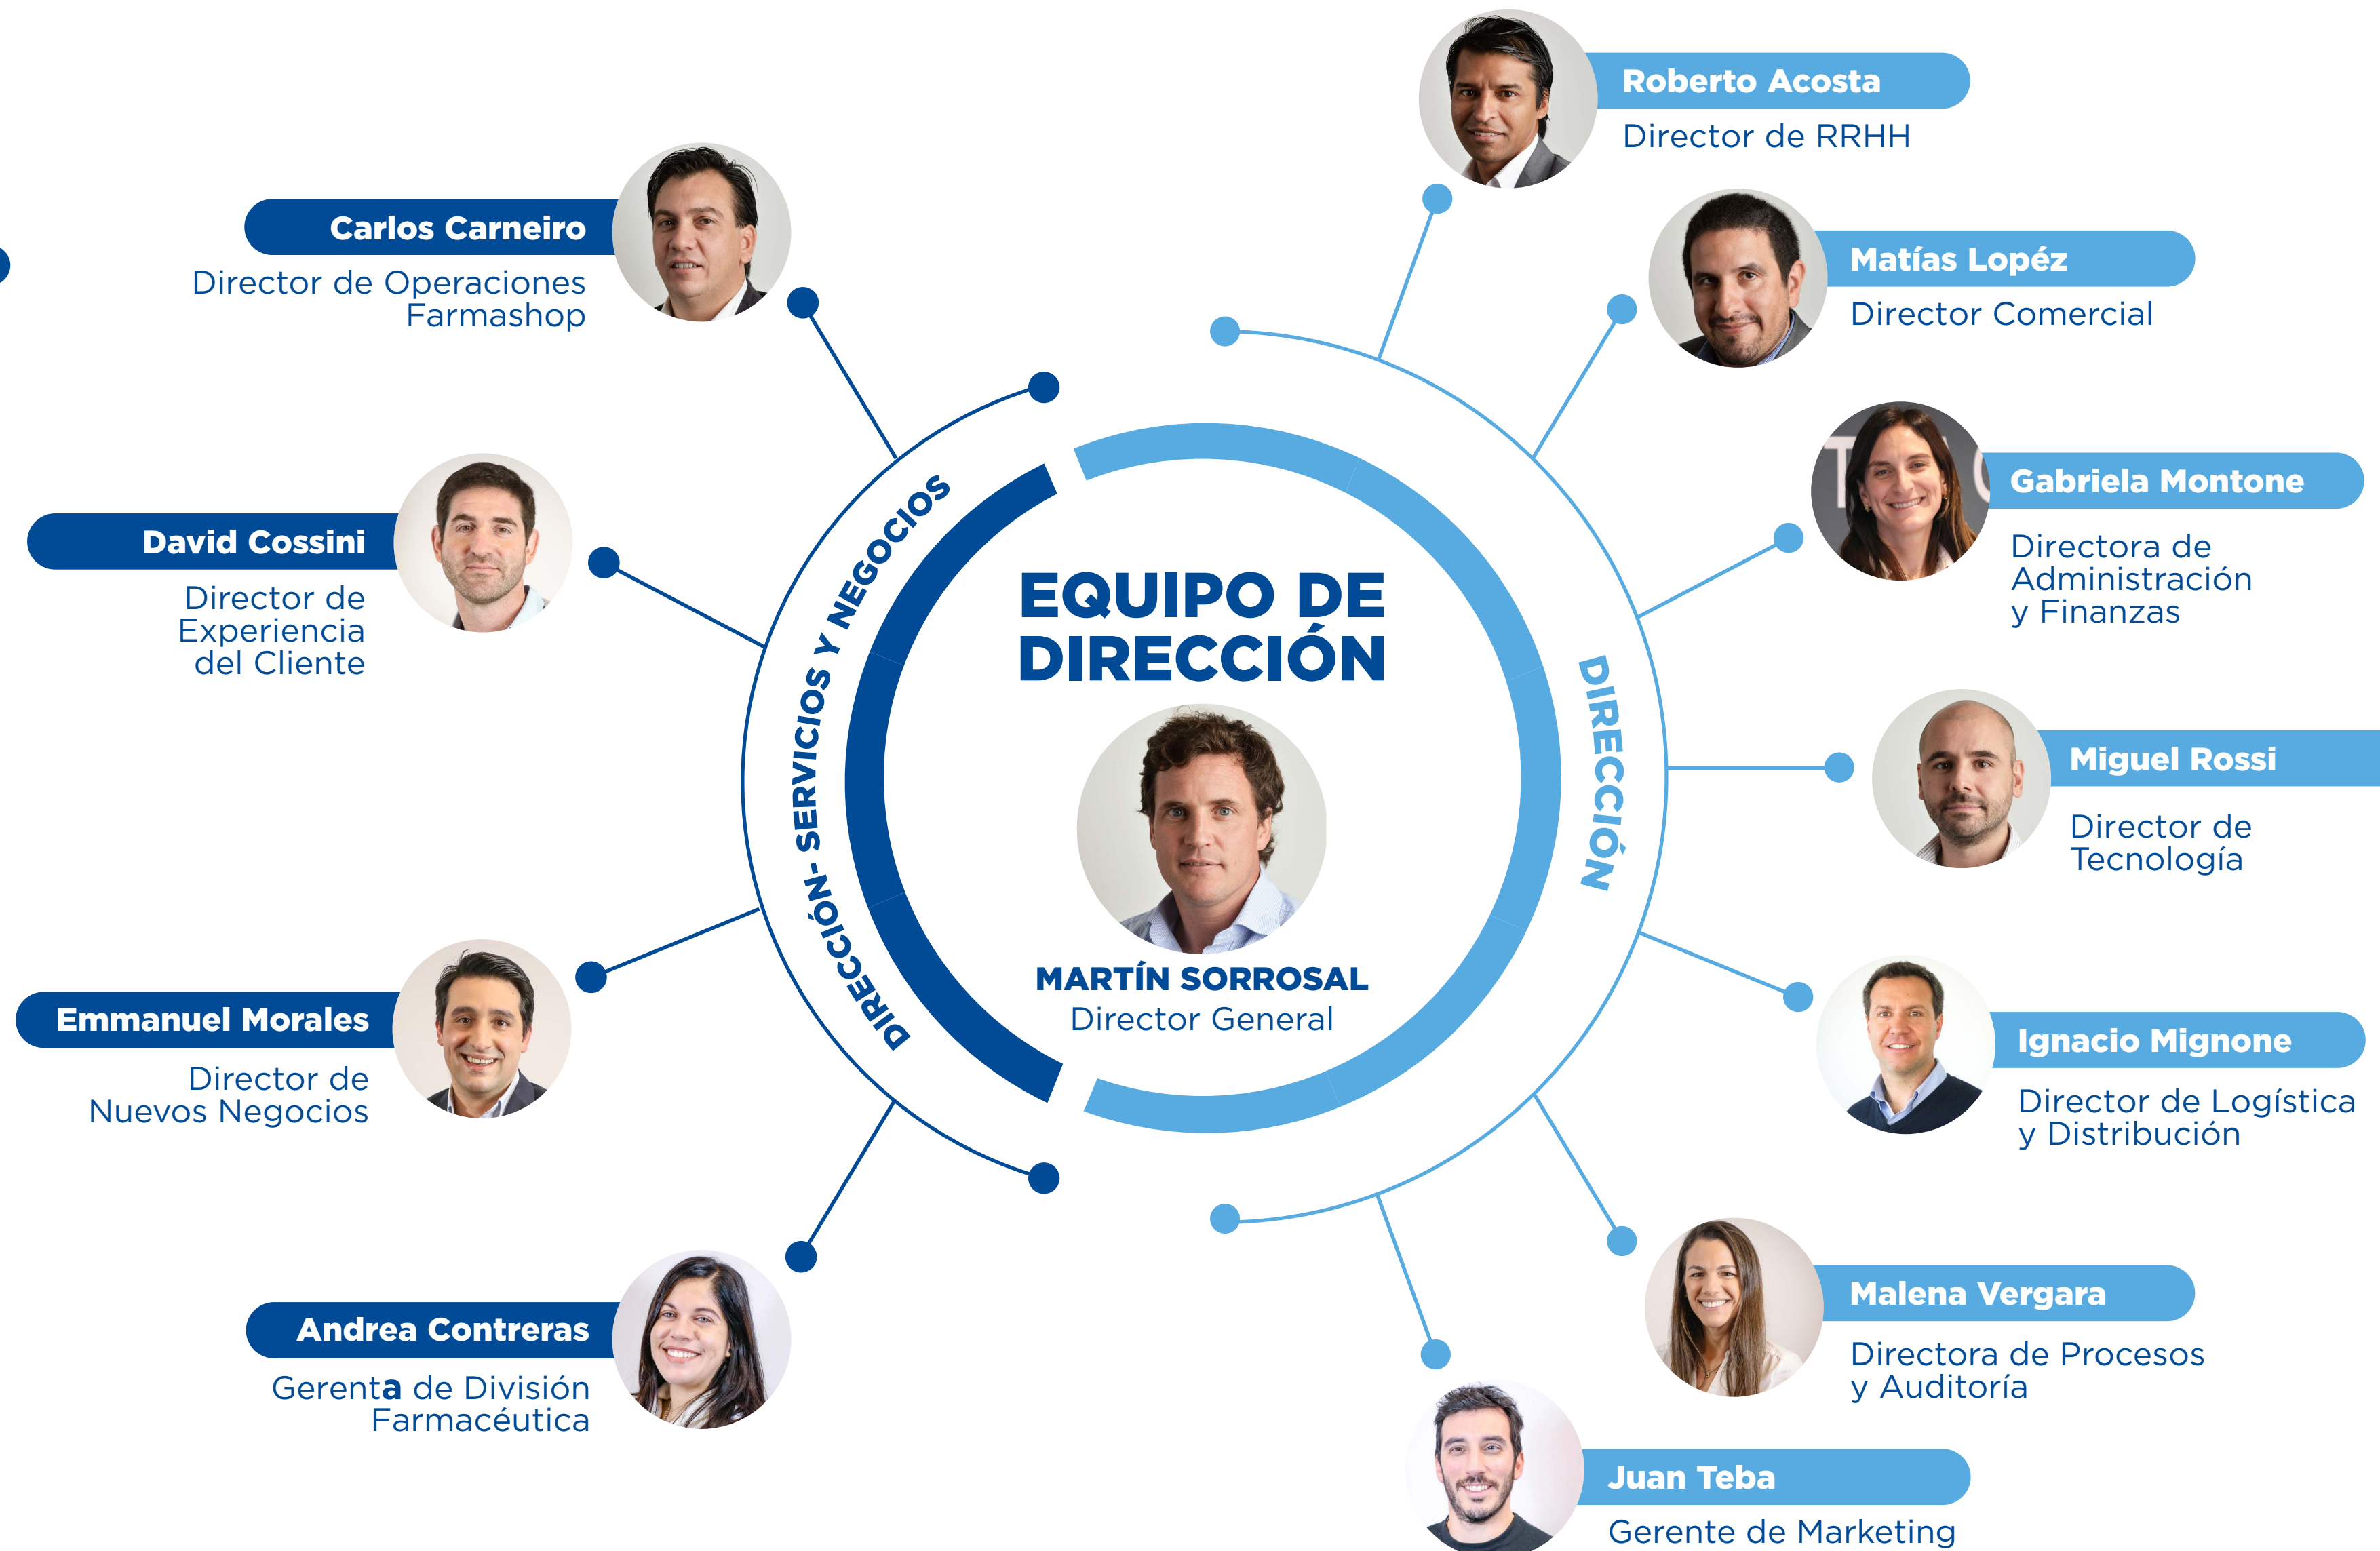 Roberto Acosta
Director de RRHH
Carlos Carneiro
Director de Operaciones
Farmashop
Matías Lopéz
Director Comercial
Gabriela Montone
Directora de
Administración
y Finanzas
David Cossini
Director de
Experiencia
del Cliente
DIRECCIÓN- SERVICIOS Y NEGOCIOS
EQUIPO DE
DIRECCIÓN
MARTÍN SORROSAL
Director General
DIRECCIÓN
Miguel Rossi
Director de
Tecnología
Emmanuel Morales
Director de
Nuevos Negocios
Ignacio Mignone
Director de Logística
y Distribución
Andrea Contreras
Gerenta de División
Farmacéutica
Malena Vergara
Directora de Procesos
y Auditoría
Juan Teba
Gerente de Marketing